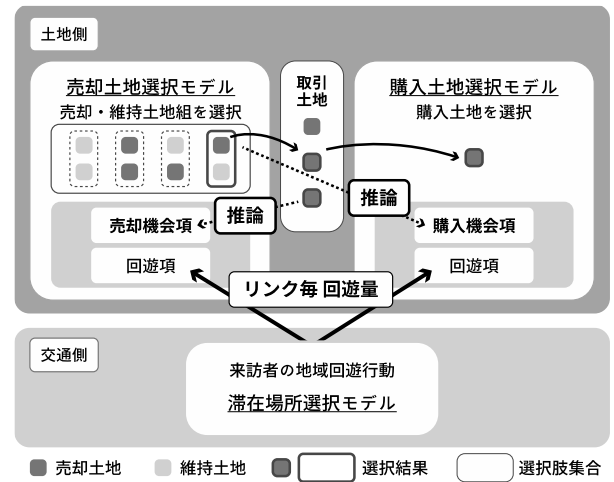 土地側
売却土地選択モデル
売却・維持土地組を選択
取引
土地
購入土地選択モデル
購入土地を選択
推論
推論
売却機会項
購入機会項
回遊項
回遊項
リンク毎 回遊量
交通側
来訪者の地域回遊行動
滞在場所選択モデル
売却土地
維持土地
選択結果
選択肢集合